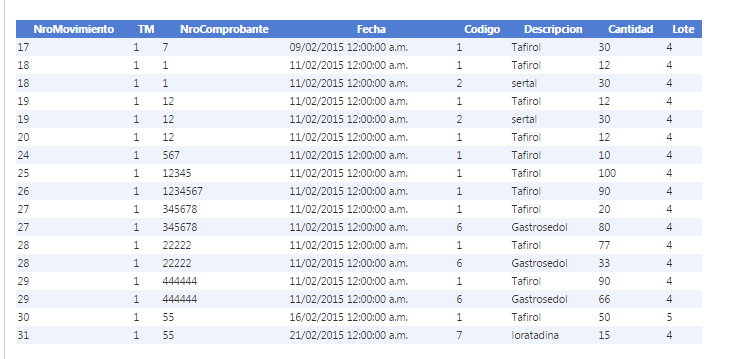 NroMovimiento TM NroComprobante Fecha Codigo Descripcion Cantidad Lote
17 1 7 09/02/2015 12:00:00 a.m. 1 Tafirol 30 4
18 1 1 11/02/2015 12:00:00 a.m. 1 Tafirol 12 4
18 1 1 11/02/2015 12:00:00 a.m. 2 sertal 30 4
19 1 12 11/02/2015 12:00:00 a.m. 1 Tafirol 12 4
19 1 12 11/02/2015 12:00:00 a.m. 2 sertal 30 4
20 1 12 11/02/2015 12:00:00 a.m. 1 Tafirol 12 4
24 1 567 11/02/2015 12:00:00 a.m. 1 Tafirol 10 4
25 1 12345 11/02/2015 12:00:00 a.m. 1 Tafirol 100 4
26 1 1234567 11/02/2015 12:00:00 a.m. 1 Tafirol 90 4
27 1 345678 11/02/2015 12:00:00 a.m. 1 Tafirol 20 4
27 1 345678 11/02/2015 12:00:00 a.m. 6 Gastrosedol 80 4
28 1 22222 11/02/2015 12:00:00 a.m. 1 Tafirol 77 4
28 1 22222 11/02/2015 12:00:00 a.m. 6 Gastrosedol 33 4
29 1 444444 11/02/2015 12:00:00 a.m. 1 Tafirol 90 4
29 1 444444 11/02/2015 12:00:00 a.m. 6 Gastrosedol 66 4
30 1 55 16/02/2015 12:00:00 a.m. 1 Tafirol 50 5
31 1 55 21/02/2015 12:00:00 a.m. 7 loratadina 15 4